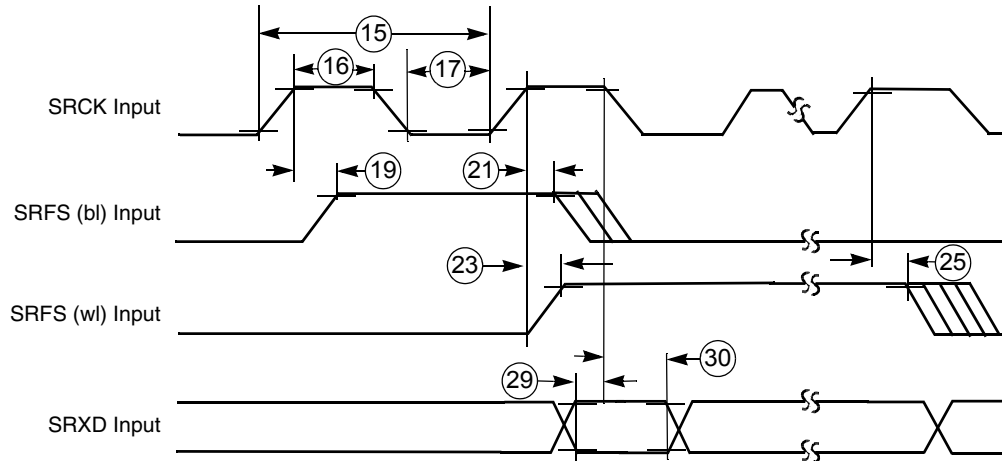 15
16
17
SRCK Input
19
21
SRFS (bl) Input
23
25
SRFS (wl) Input
30
29
SRXD Input